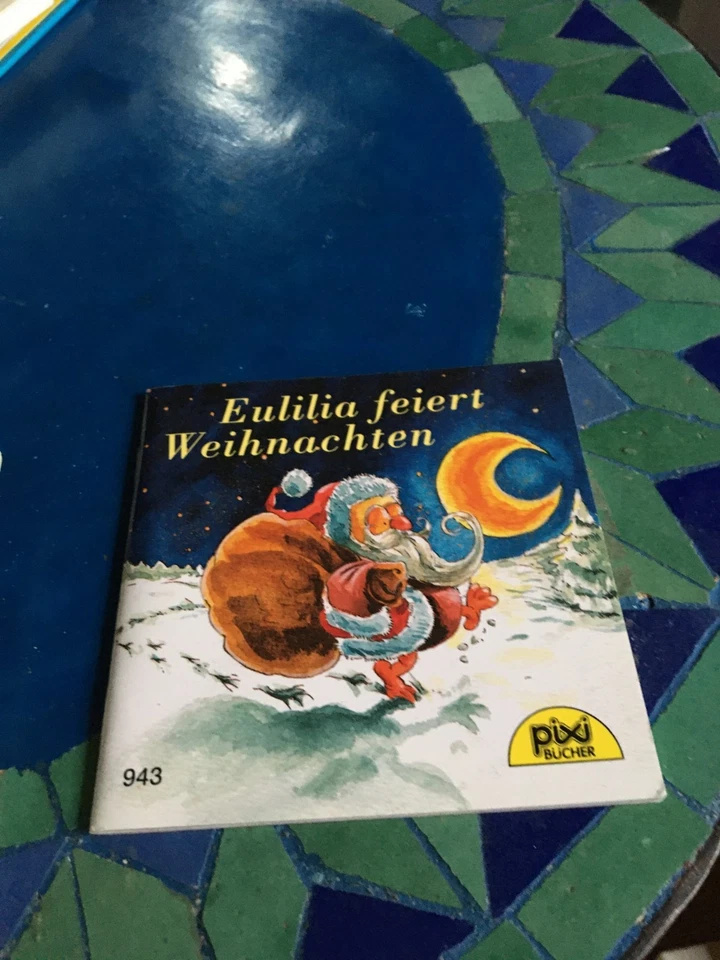 Eulilia feiert
Weihnachten
943
pixi
BÜCHER